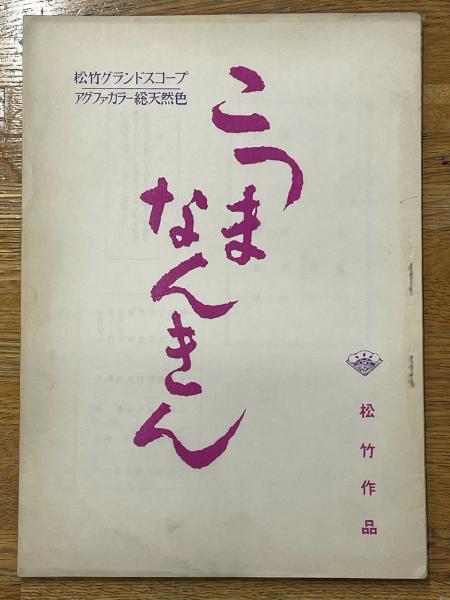 松竹グランドスコープ
アグファカラー総天然色
こつま
なんきん
松竹作品